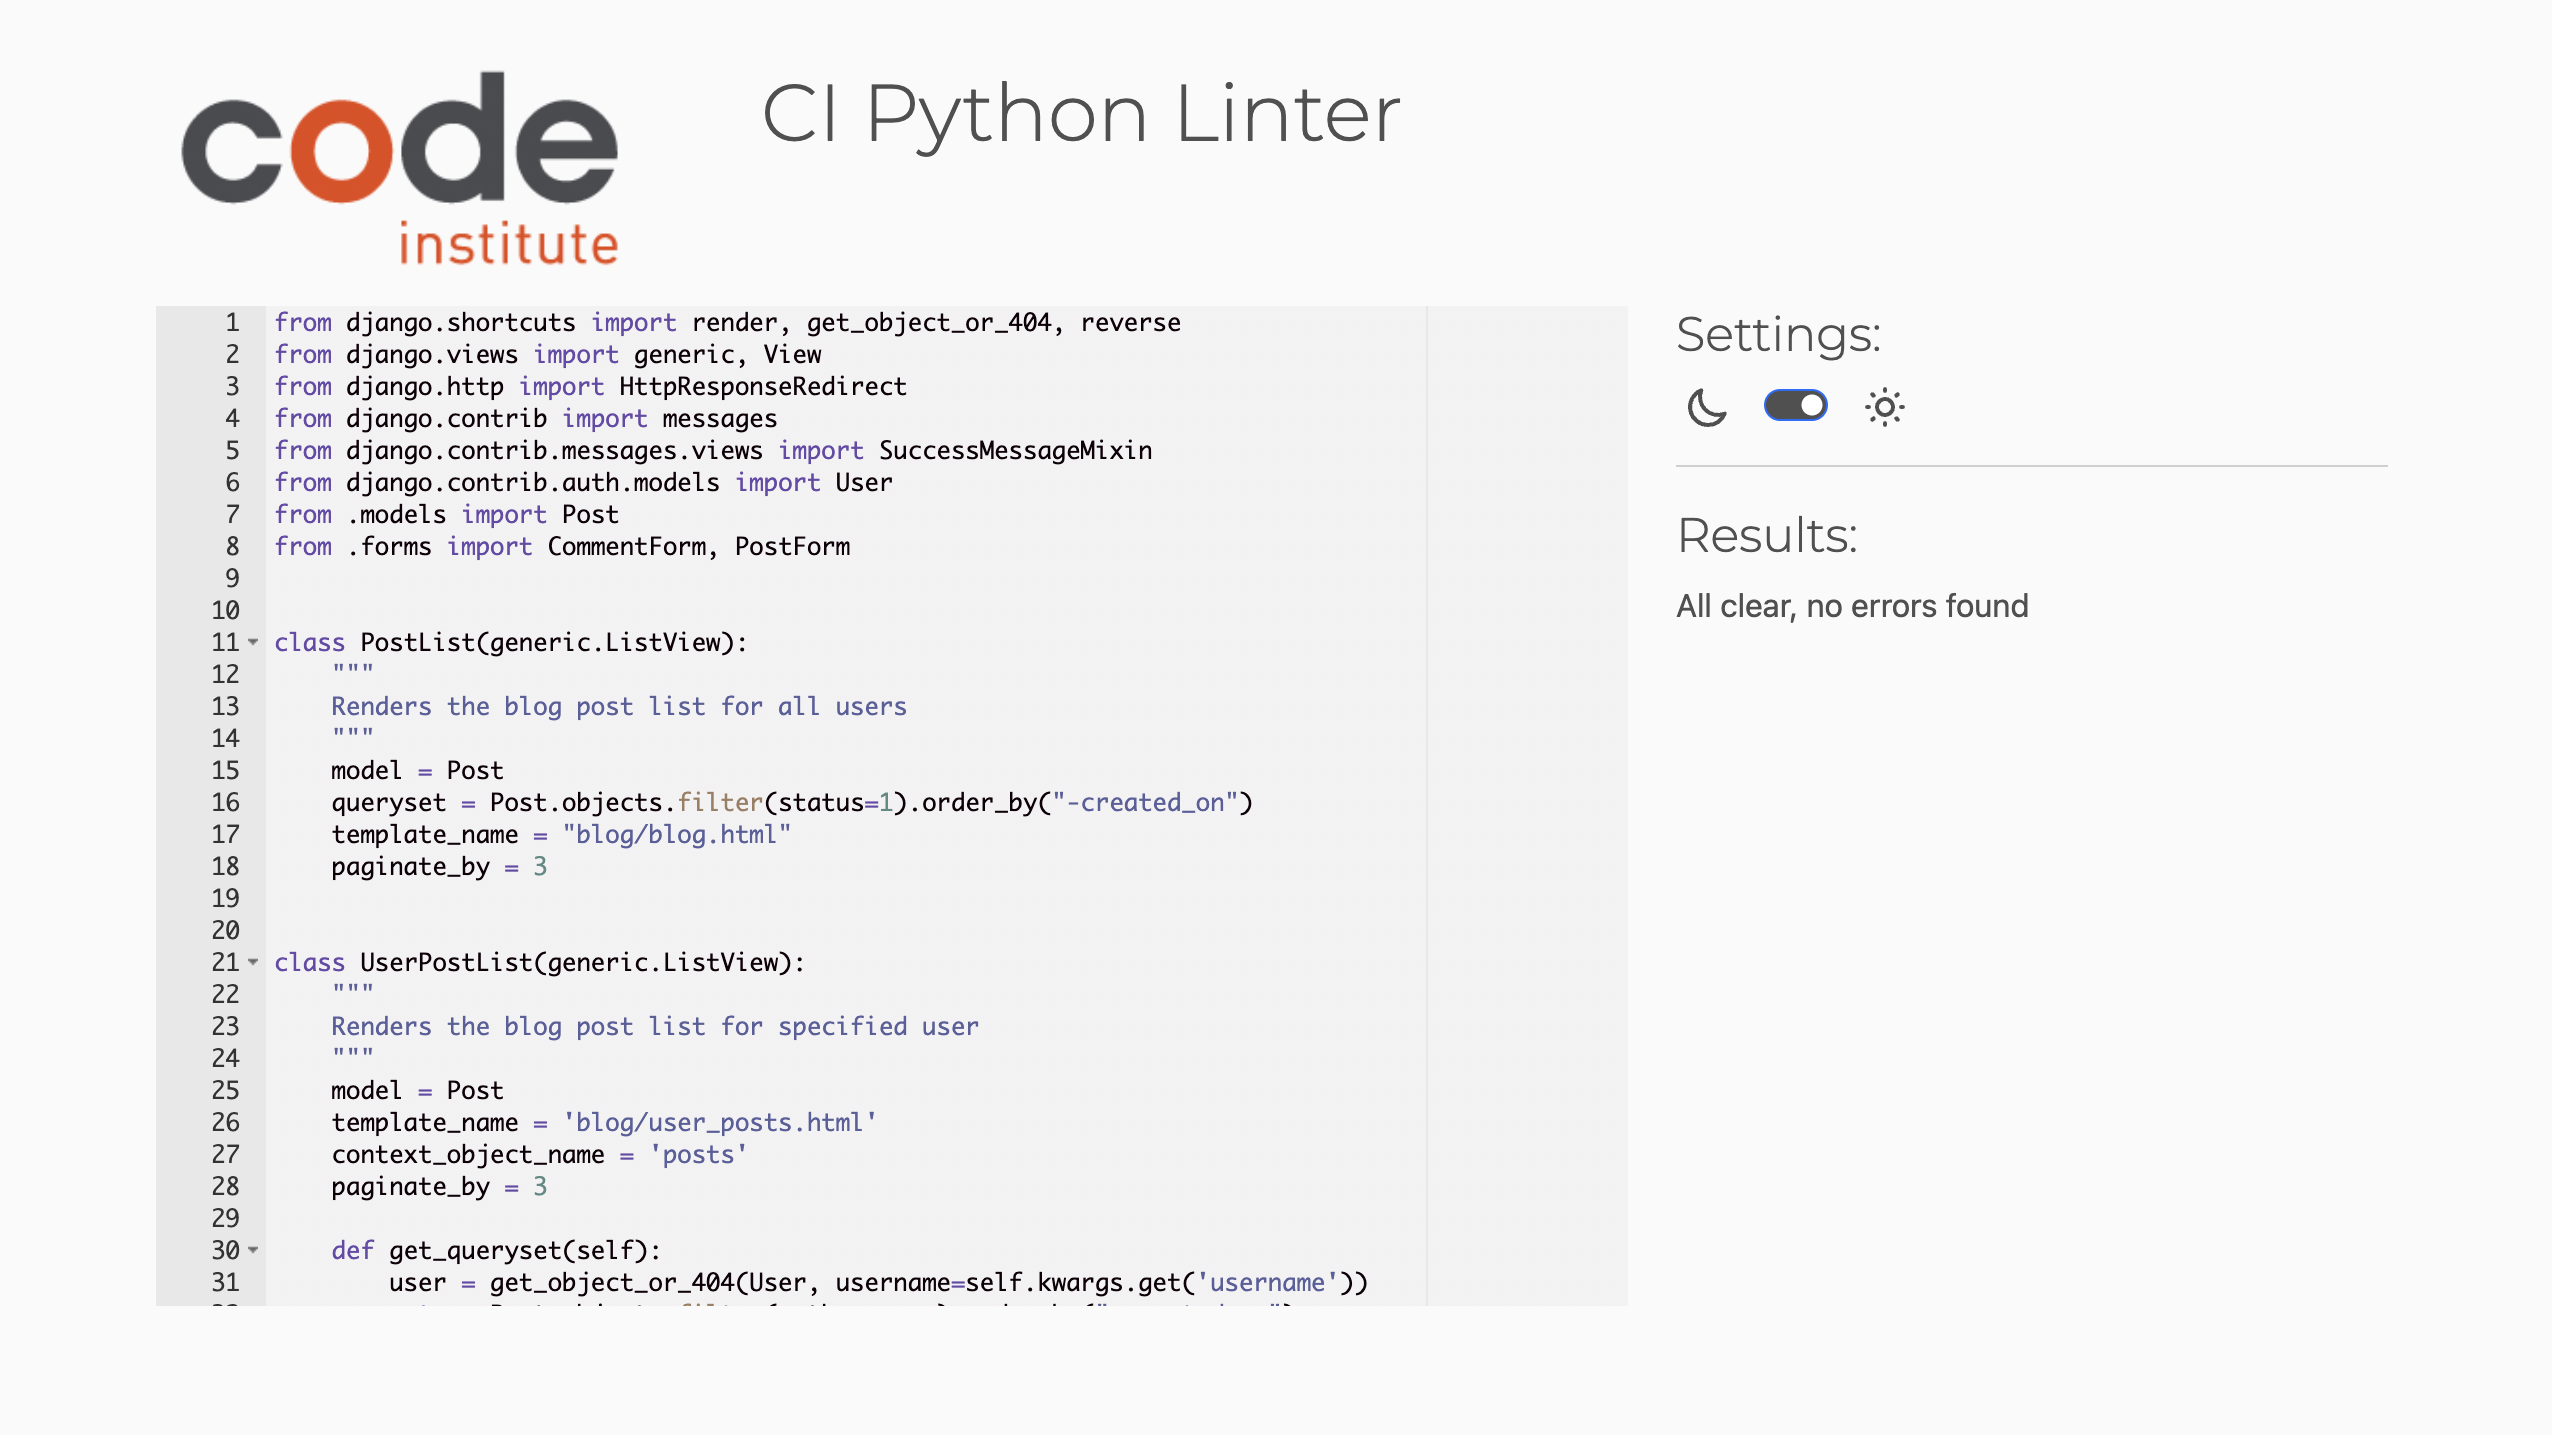 code
institute
CI Python Linter
1 from django.shortcuts import render, get_object_or_404, reverse
2 from django.views import generic, View
3 from django.http import HttpResponseRedirect
4 from django.contrib import messages
5 from django.contrib.messages.views import SuccessMessageMixin
6 from django.contrib.auth.models import User
7 from .models import Post
8 from .forms import CommentForm, PostForm
9
10
11 class PostList(generic.ListView):
12     """
13     Renders the blog post list for all users
14     """
15     model = Post
16     queryset = Post.objects.filter(status=1).order_by("-created_on")
17     template_name = "blog/blog.html"
18     paginate_by = 3
19
20
21 class UserPostList(generic.ListView):
22     """
23     Renders the blog post list for specified user
24     """
25     model = Post
26     template_name = 'blog/user_posts.html'
27     context_object_name = 'posts'
28     paginate_by = 3
29
30     def get_queryset(self):
31         user = get_object_or_404(User, username=self.kwargs.get('username'))
Settings:
Results:
All clear, no errors found